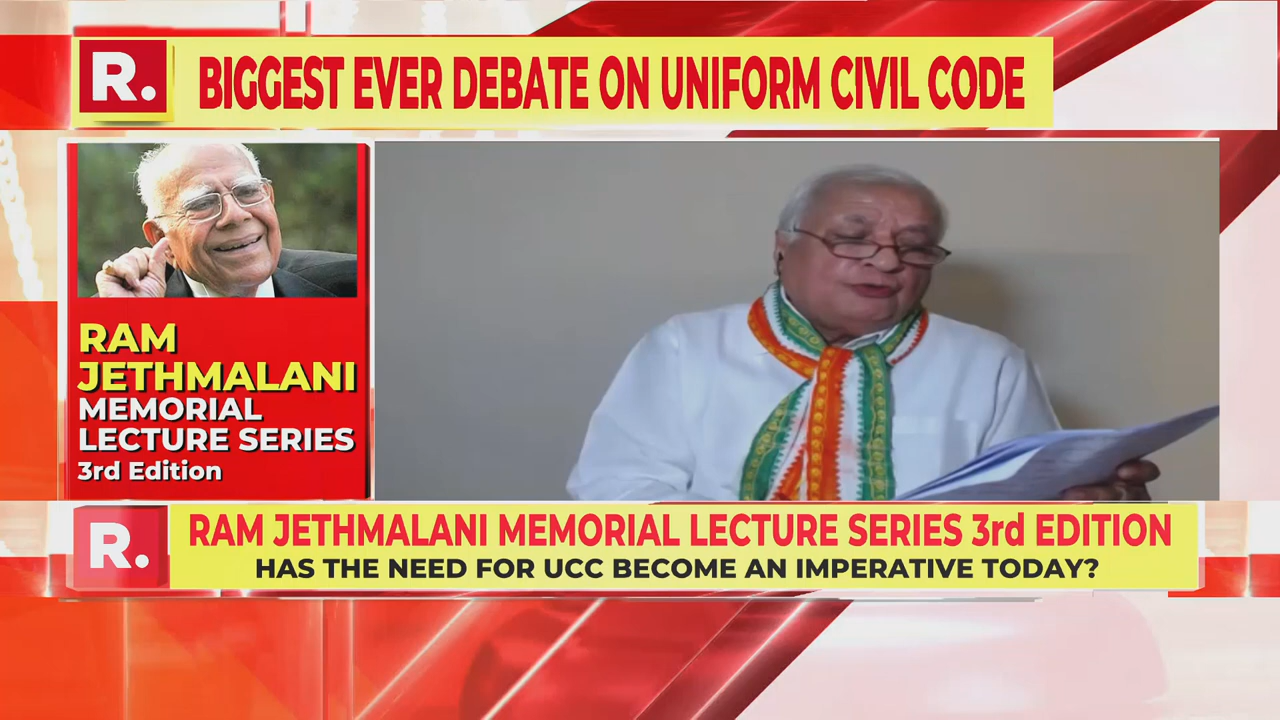 R.
BIGGEST EVER DEBATE ON UNIFORM CIVIL CODE
RAM
JETHMALANI
MEMORIAL
LECTURE SERIES
3rd Edition
R.
RAM JETHMALANI MEMORIAL LECTURE SERIES 3rd EDITION
HAS THE NEED FOR UCC BECOME AN IMPERATIVE TODAY?